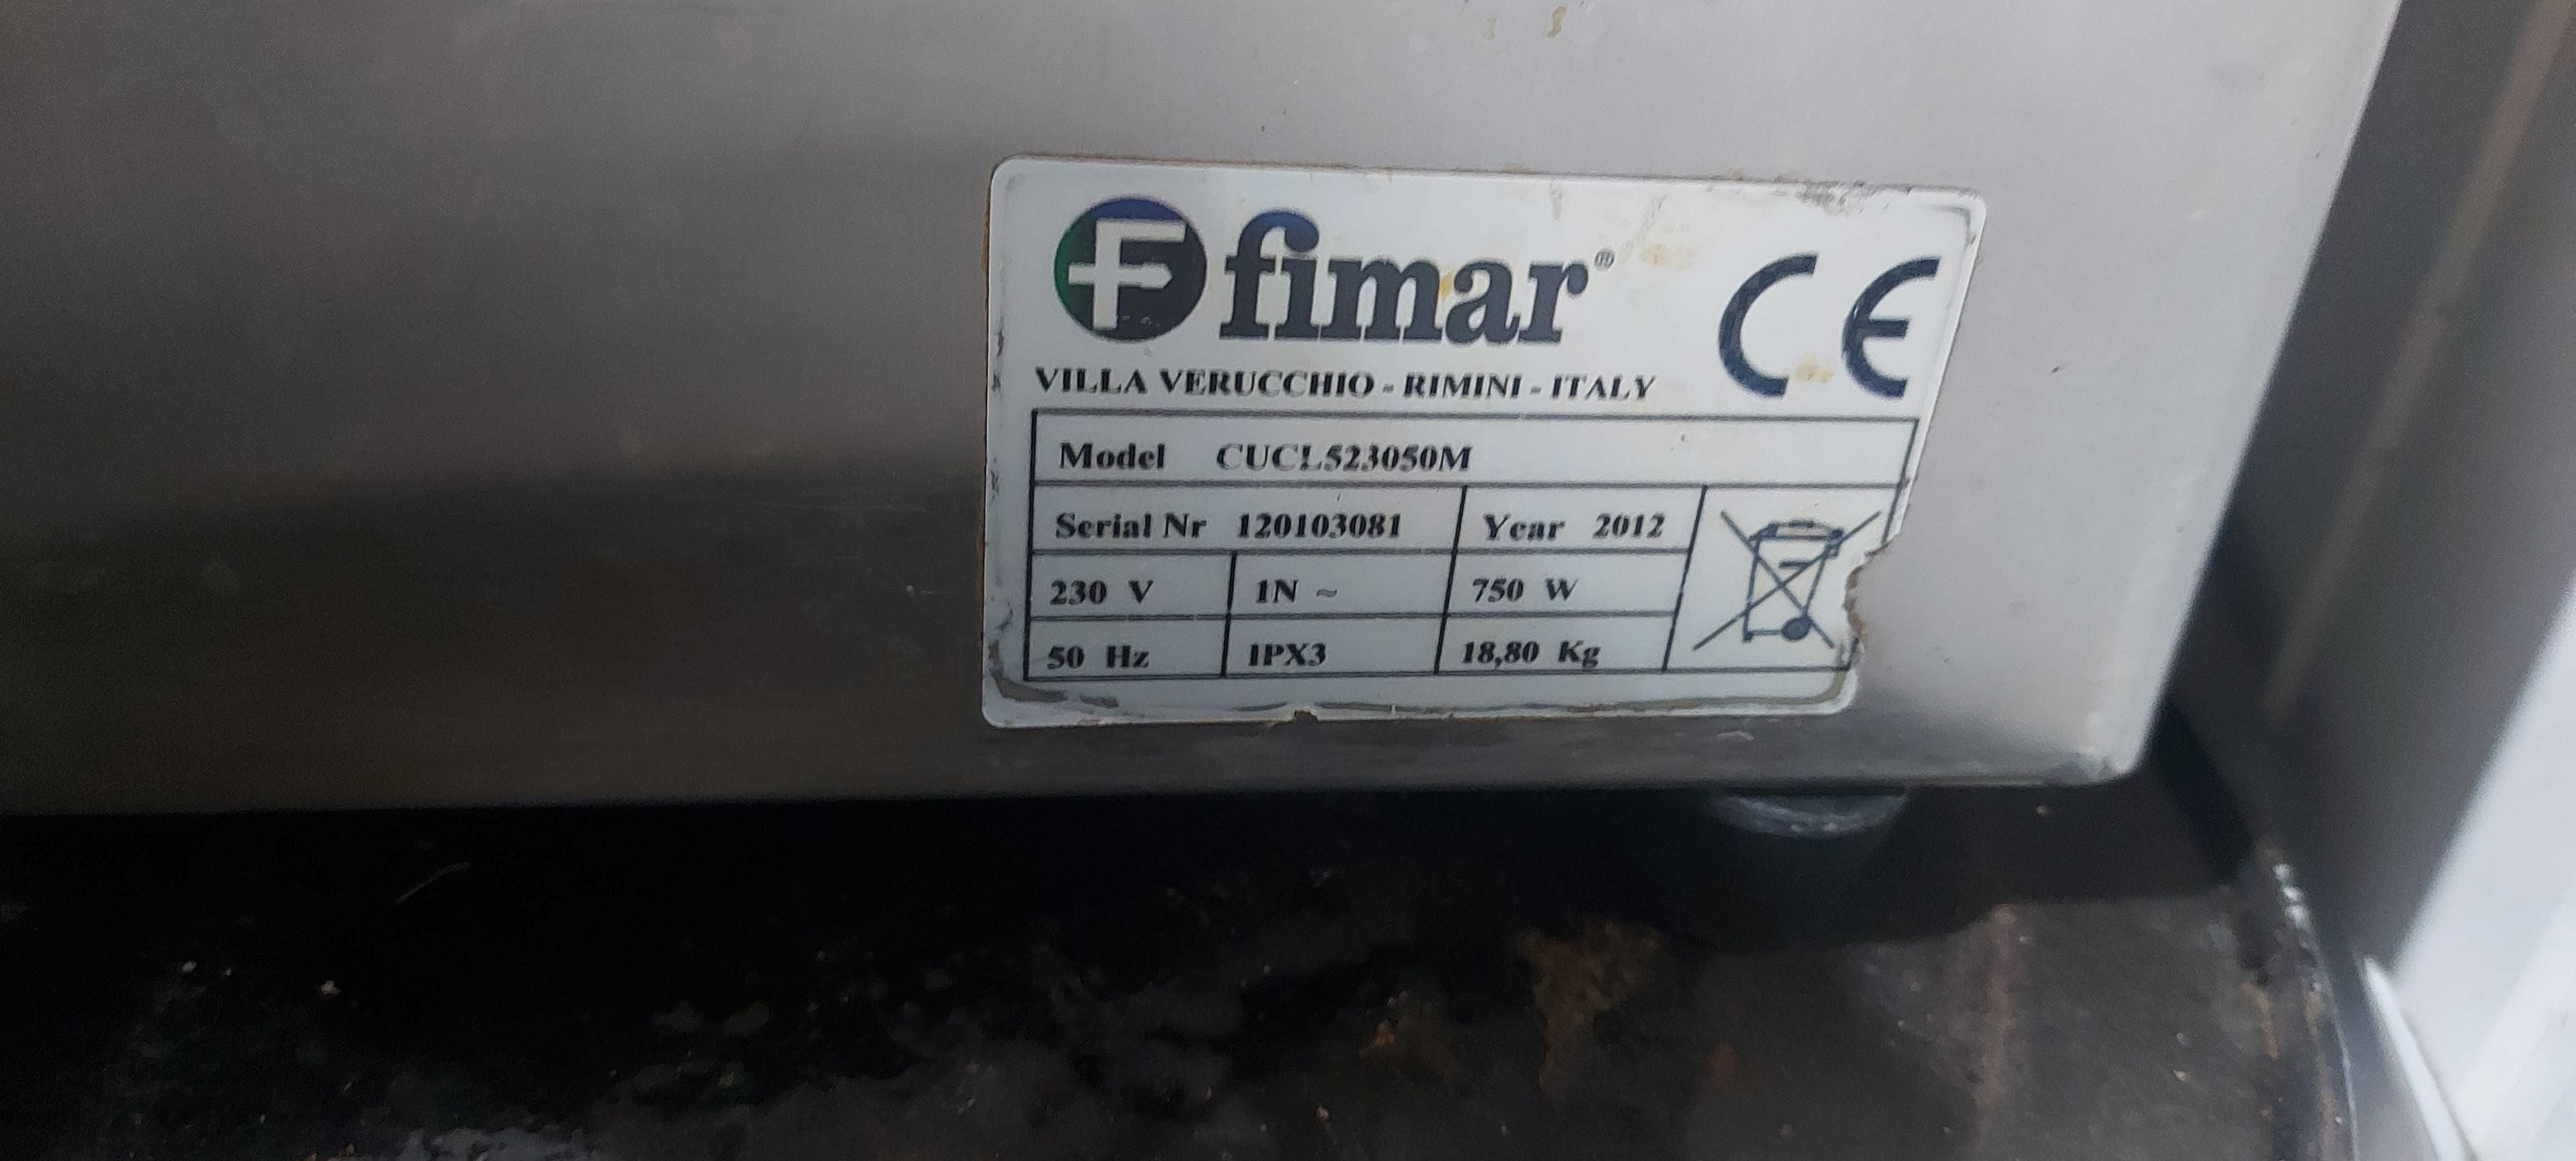 fimar®
CE
VILLA VERUCCHIO - RIMINI - ITALY
Model CUCL523050M
Serial Nr 120103081 Year 2012
230 V 1N ~ 750 W
50 Hz IPX3 18,80 Kg